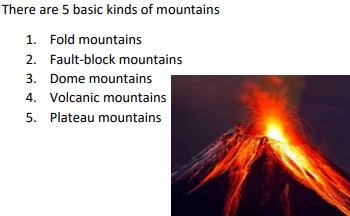 There are 5 basic kinds of mountains
1. Fold mountains
2. Fault-block mountains
3. Dome mountains
4. Volcanic mountains
5. Plateau mountains